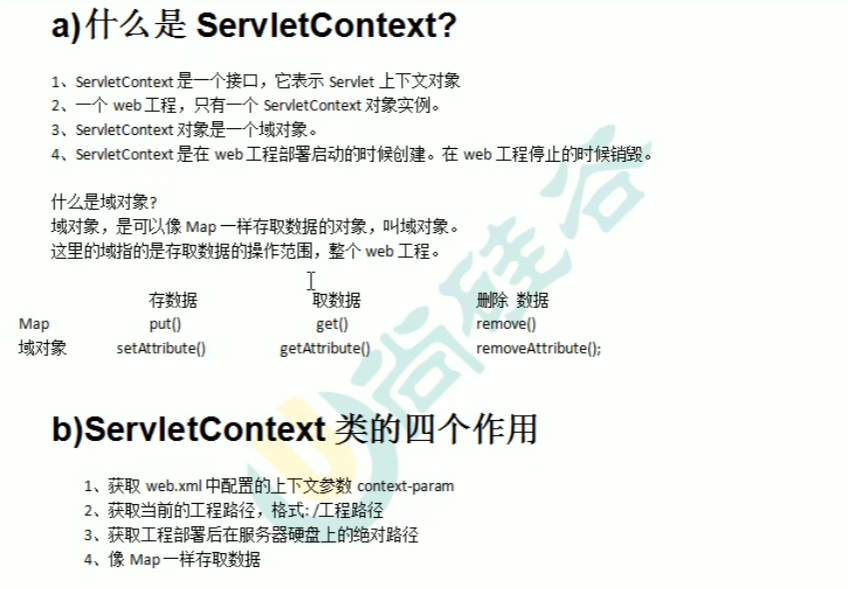 a)什么是 ServletContext?
1、ServletContext 是一个接口，它表示 Servlet 上下文对象
2、一个 web 工程，只有一个 ServletContext 对象实例。
3、ServletContext 对象是一个域对象。
4、ServletContext 是在 web 工程部署启动的时候创建。在 web 工程停止的时候销毁。
什么是域对象?
域对象，是可以像 Map 一样存取数据的对象，叫域对象。
这里的域指的是存取数据的操作范围，整个 web 工程。
存数据 取数据 删除 数据
Map put() get() remove()
域对象 setAttribute() getAttribute() removeAttribute();
b)ServletContext 类的四个作用
1、获取 web.xml 中配置的上下文参数 context-param
2、获取当前的工程路径，格式: /工程路径
3、获取工程部署后在服务器硬盘上的绝对路径
4、像 Map 一样存取数据
尚硅谷